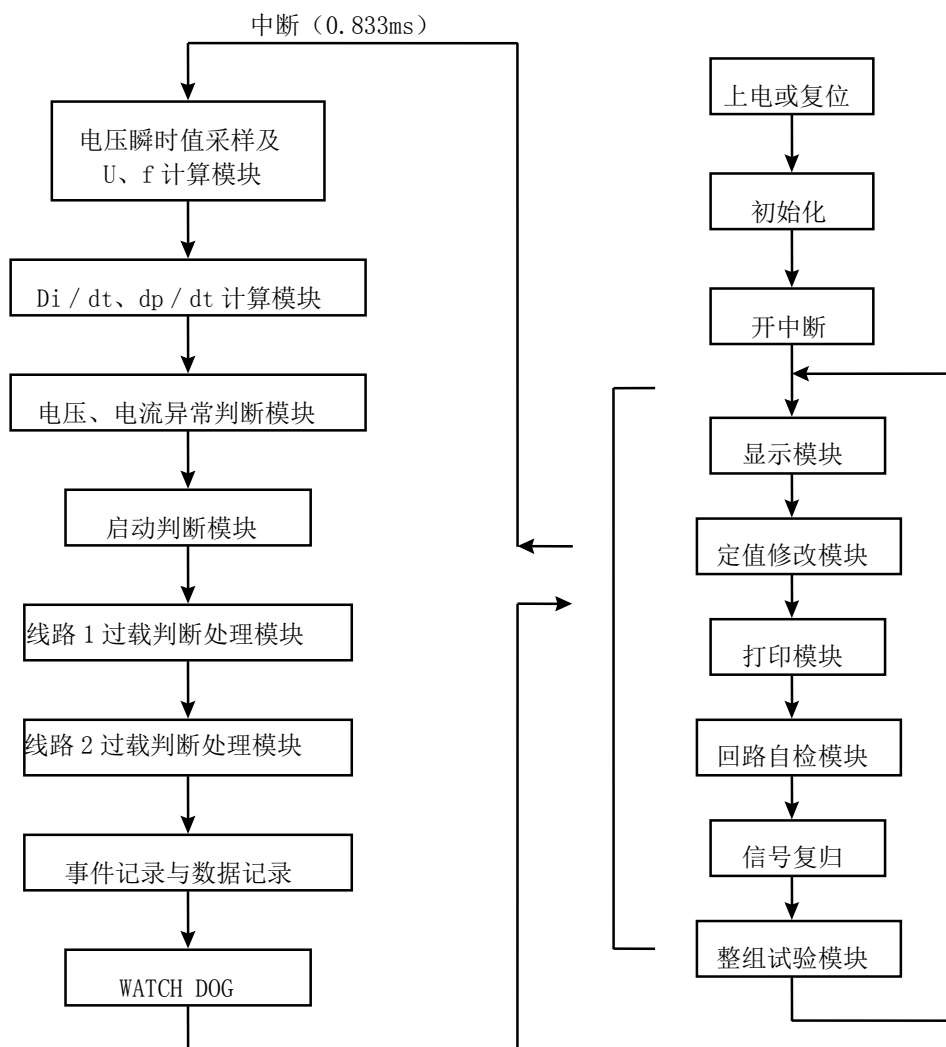 中断（0.833ms）
电压瞬时值采样及
U、f 计算模块
Di／dt、dp／dt 计算模块
电压、电流异常判断模块
启动判断模块
线路 1 过载判断处理模块
线路 2 过载判断处理模块
事件记录与数据记录
WATCH DOG
上电或复位
初始化
开中断
显示模块
定值修改模块
打印模块
回路自检模块
信号复归
整组试验模块